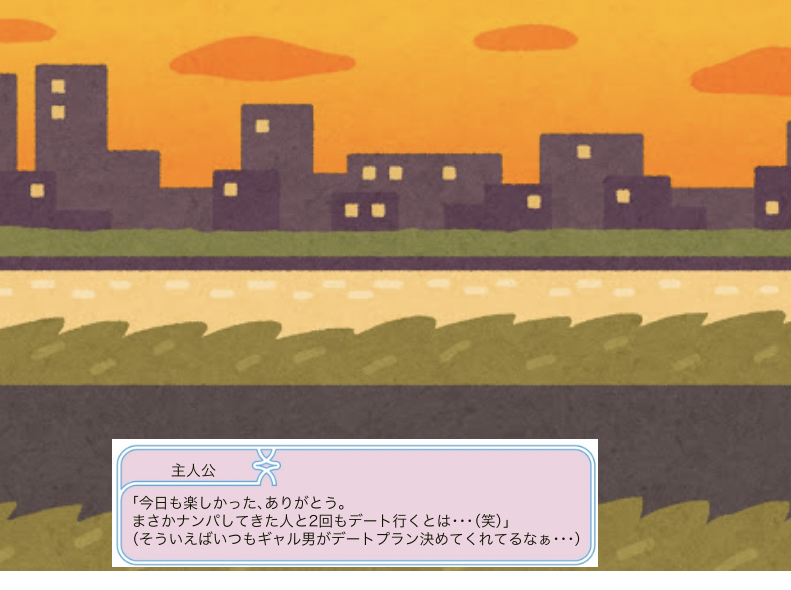 主人公
「今日も楽しかった、ありがとう。
まさかナンパしてきた人と2回もデート行くとは・・・(笑)」
(そういえばいつもギャル男がデートプラン決めてくれてるなぁ・・・)